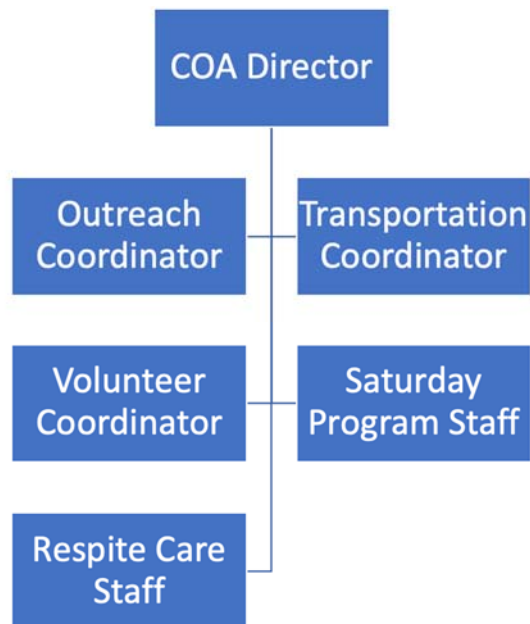 COA Director
Outreach
Coordinator
Transportation
Coordinator
Volunteer
Coordinator
Saturday
Program Staff
Respite Care
Staff